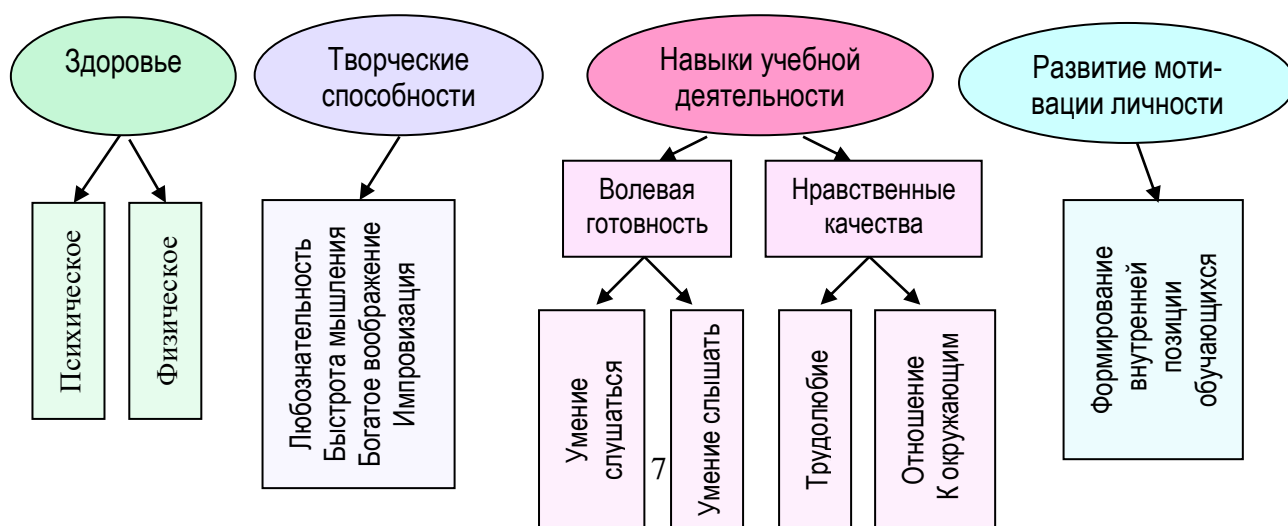 Здоровье
Творческие
способности
Навыки учебной
деятельности
Развитие моти-
вации личности
Психическое
Физическое
Любознательность
Быстрота мышления
Богатое воображение
Импровизация
Волевая
готовность
Нравственные
качества
Умение
слушаться
Умение слышать
Трудолюбие
Отношение
К окружающим
Формирование
внутренней
позиции
обучающихся
7